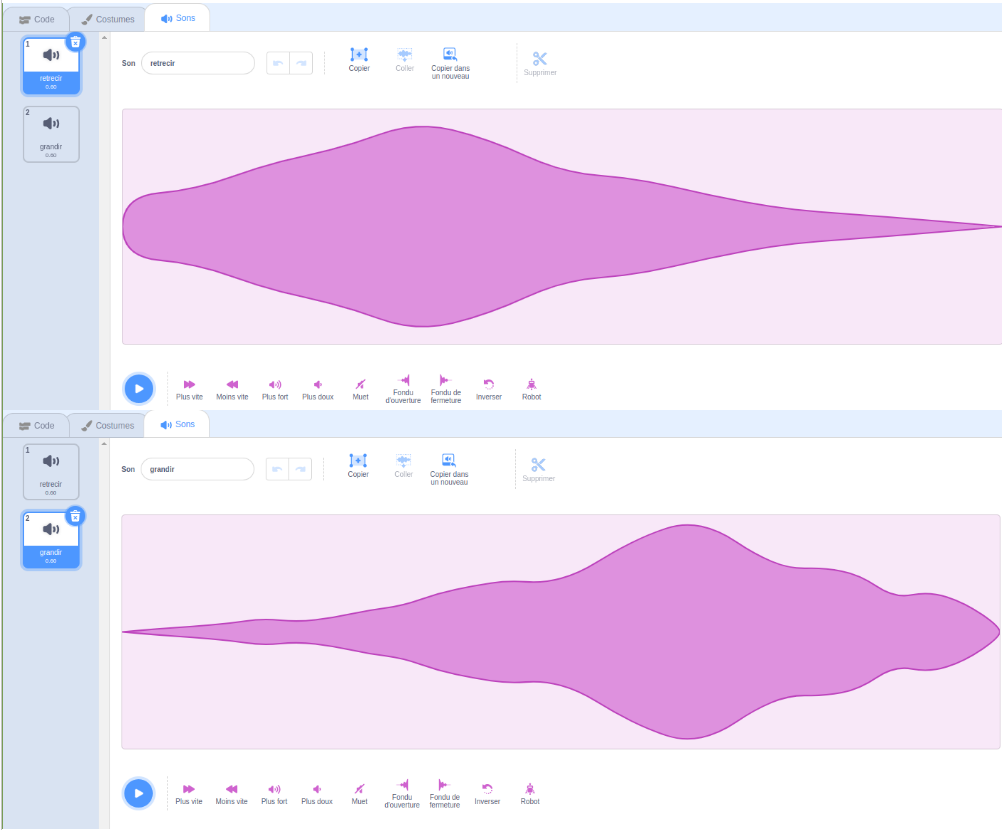 Code Costumes Sons
1
retrecir
0.60
2
grandir
0.60
Son retrecir
Copier Coller Copier dans
un nouveau
Supprimer
Plus vite Moins vite Plus fort Plus doux Muet Fondu
d'ouverture
Fondu de
fermeture
Inverser Robot
Code Costumes Sons
1
retrecir
0.60
2
grandir
0.60
Son grandir
Copier Coller Copier dans
un nouveau
Supprimer
Plus vite Moins vite Plus fort Plus doux Muet Fondu
d'ouverture
Fondu de
fermeture
Inverser Robot